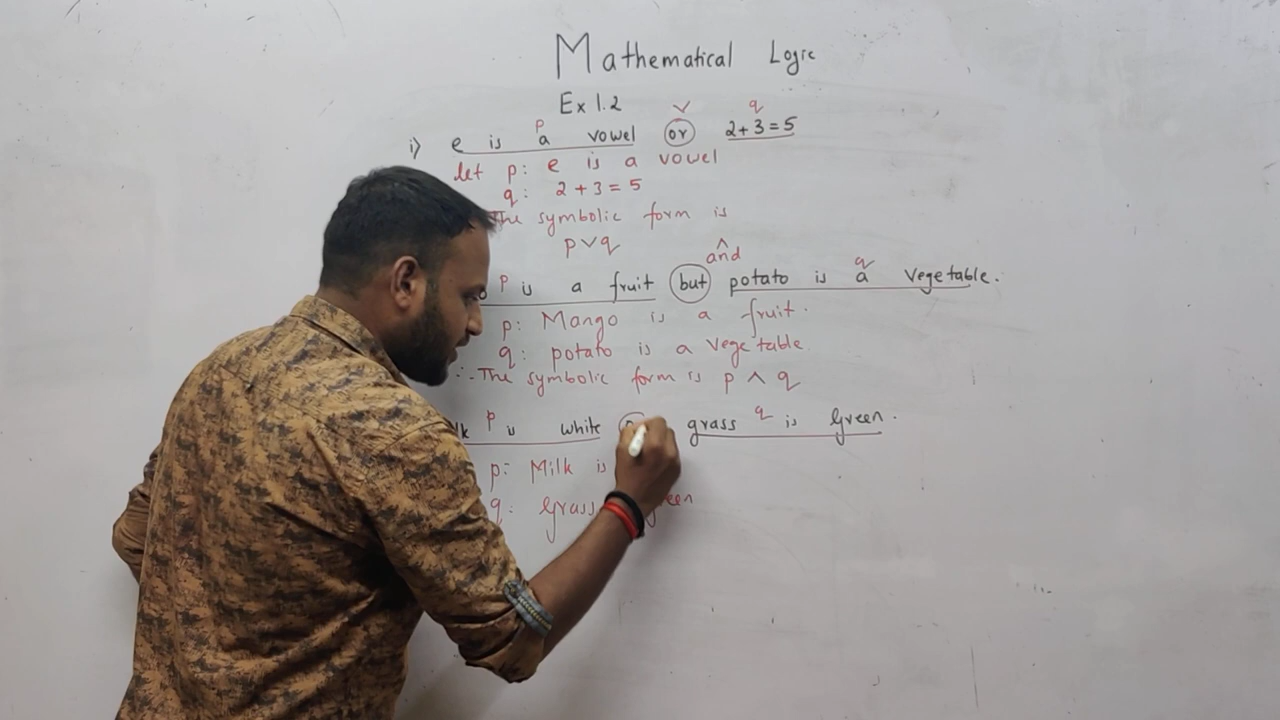 Mathematical Logic
Ex 1.2
p v q
i) e is a vowel or 2+3=5
let p: e is a vowel
q: 2+3=5
The symbolic form is
p∨q
∧
and
p is a fruit but potato is a vegetable.
q
p: Mango is a fruit.
q: potato is a vegetable.
∴ The symbolic form is p ∧ q
p is white grass q is Green.
p: Milk is
q: Grass